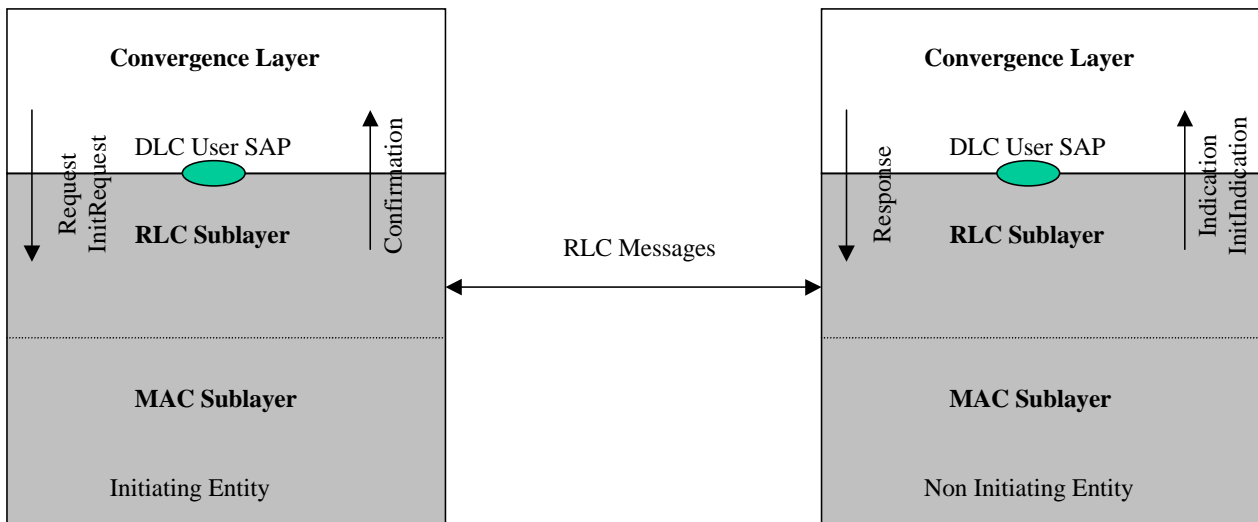 Convergence Layer
DLC User SAP
Request
InitRequest
Confirmation
RLC Sublayer
MAC Sublayer
Initiating Entity
RLC Messages
Convergence Layer
DLC User SAP
Response
Indication
InitIndication
RLC Sublayer
MAC Sublayer
Non Initiating Entity